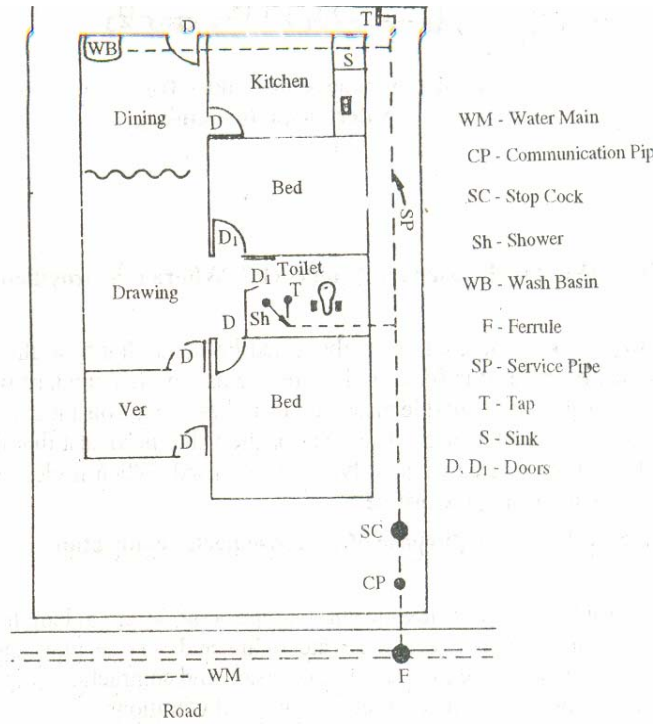 T
D
WB
S
Kitchen
Dining
D
WM - Water Main
CP - Communication Pip
SC - Stop Cock
Sh - Shower
WB - Wash Basin
F - Ferrule
SP - Service Pipe
T - Tap
S - Sink
D, D1 - Doors
Bed
SP
D1
Toilet
D1
T
Drawing
Sh
D
D
Bed
Ver
D
SC
CP
WM
F
Road